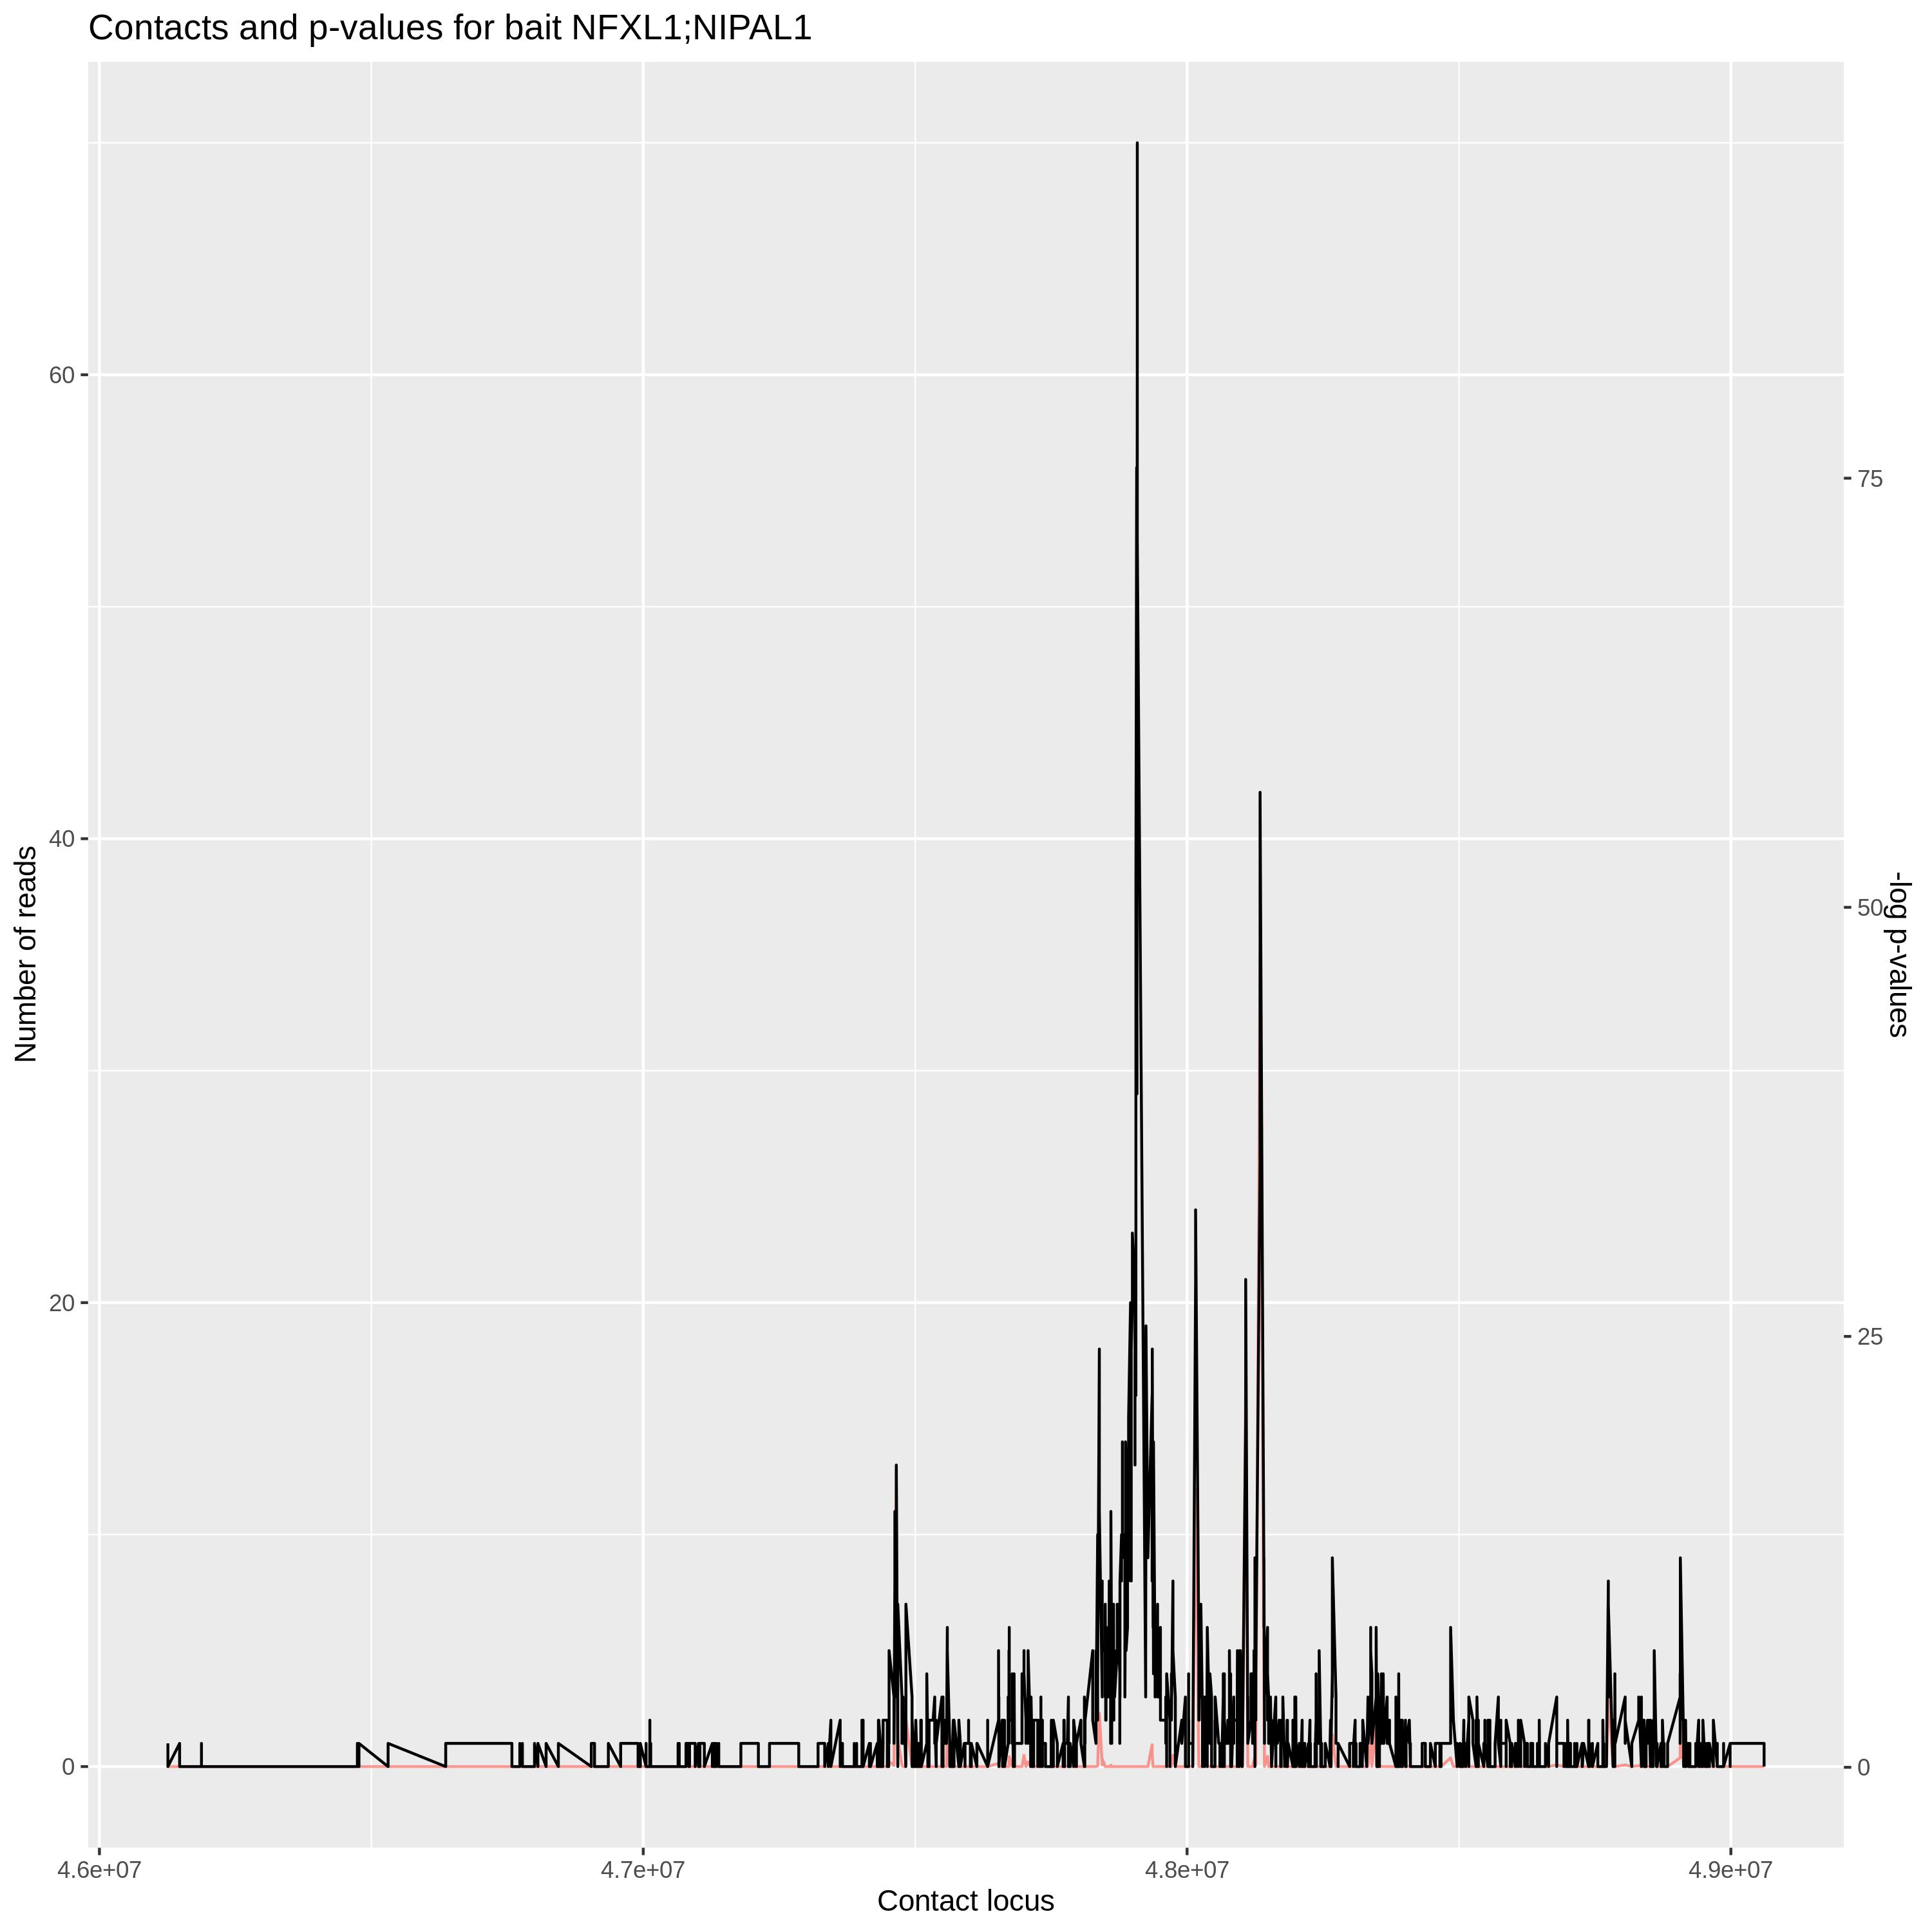 Contacts and p-values for bait NFXL1;NIPAL1
Number of reads
60
40
20
0
75
50
25
0
-log p-values
4.6e+07
4.7e+07
4.8e+07
4.9e+07
Contact locus